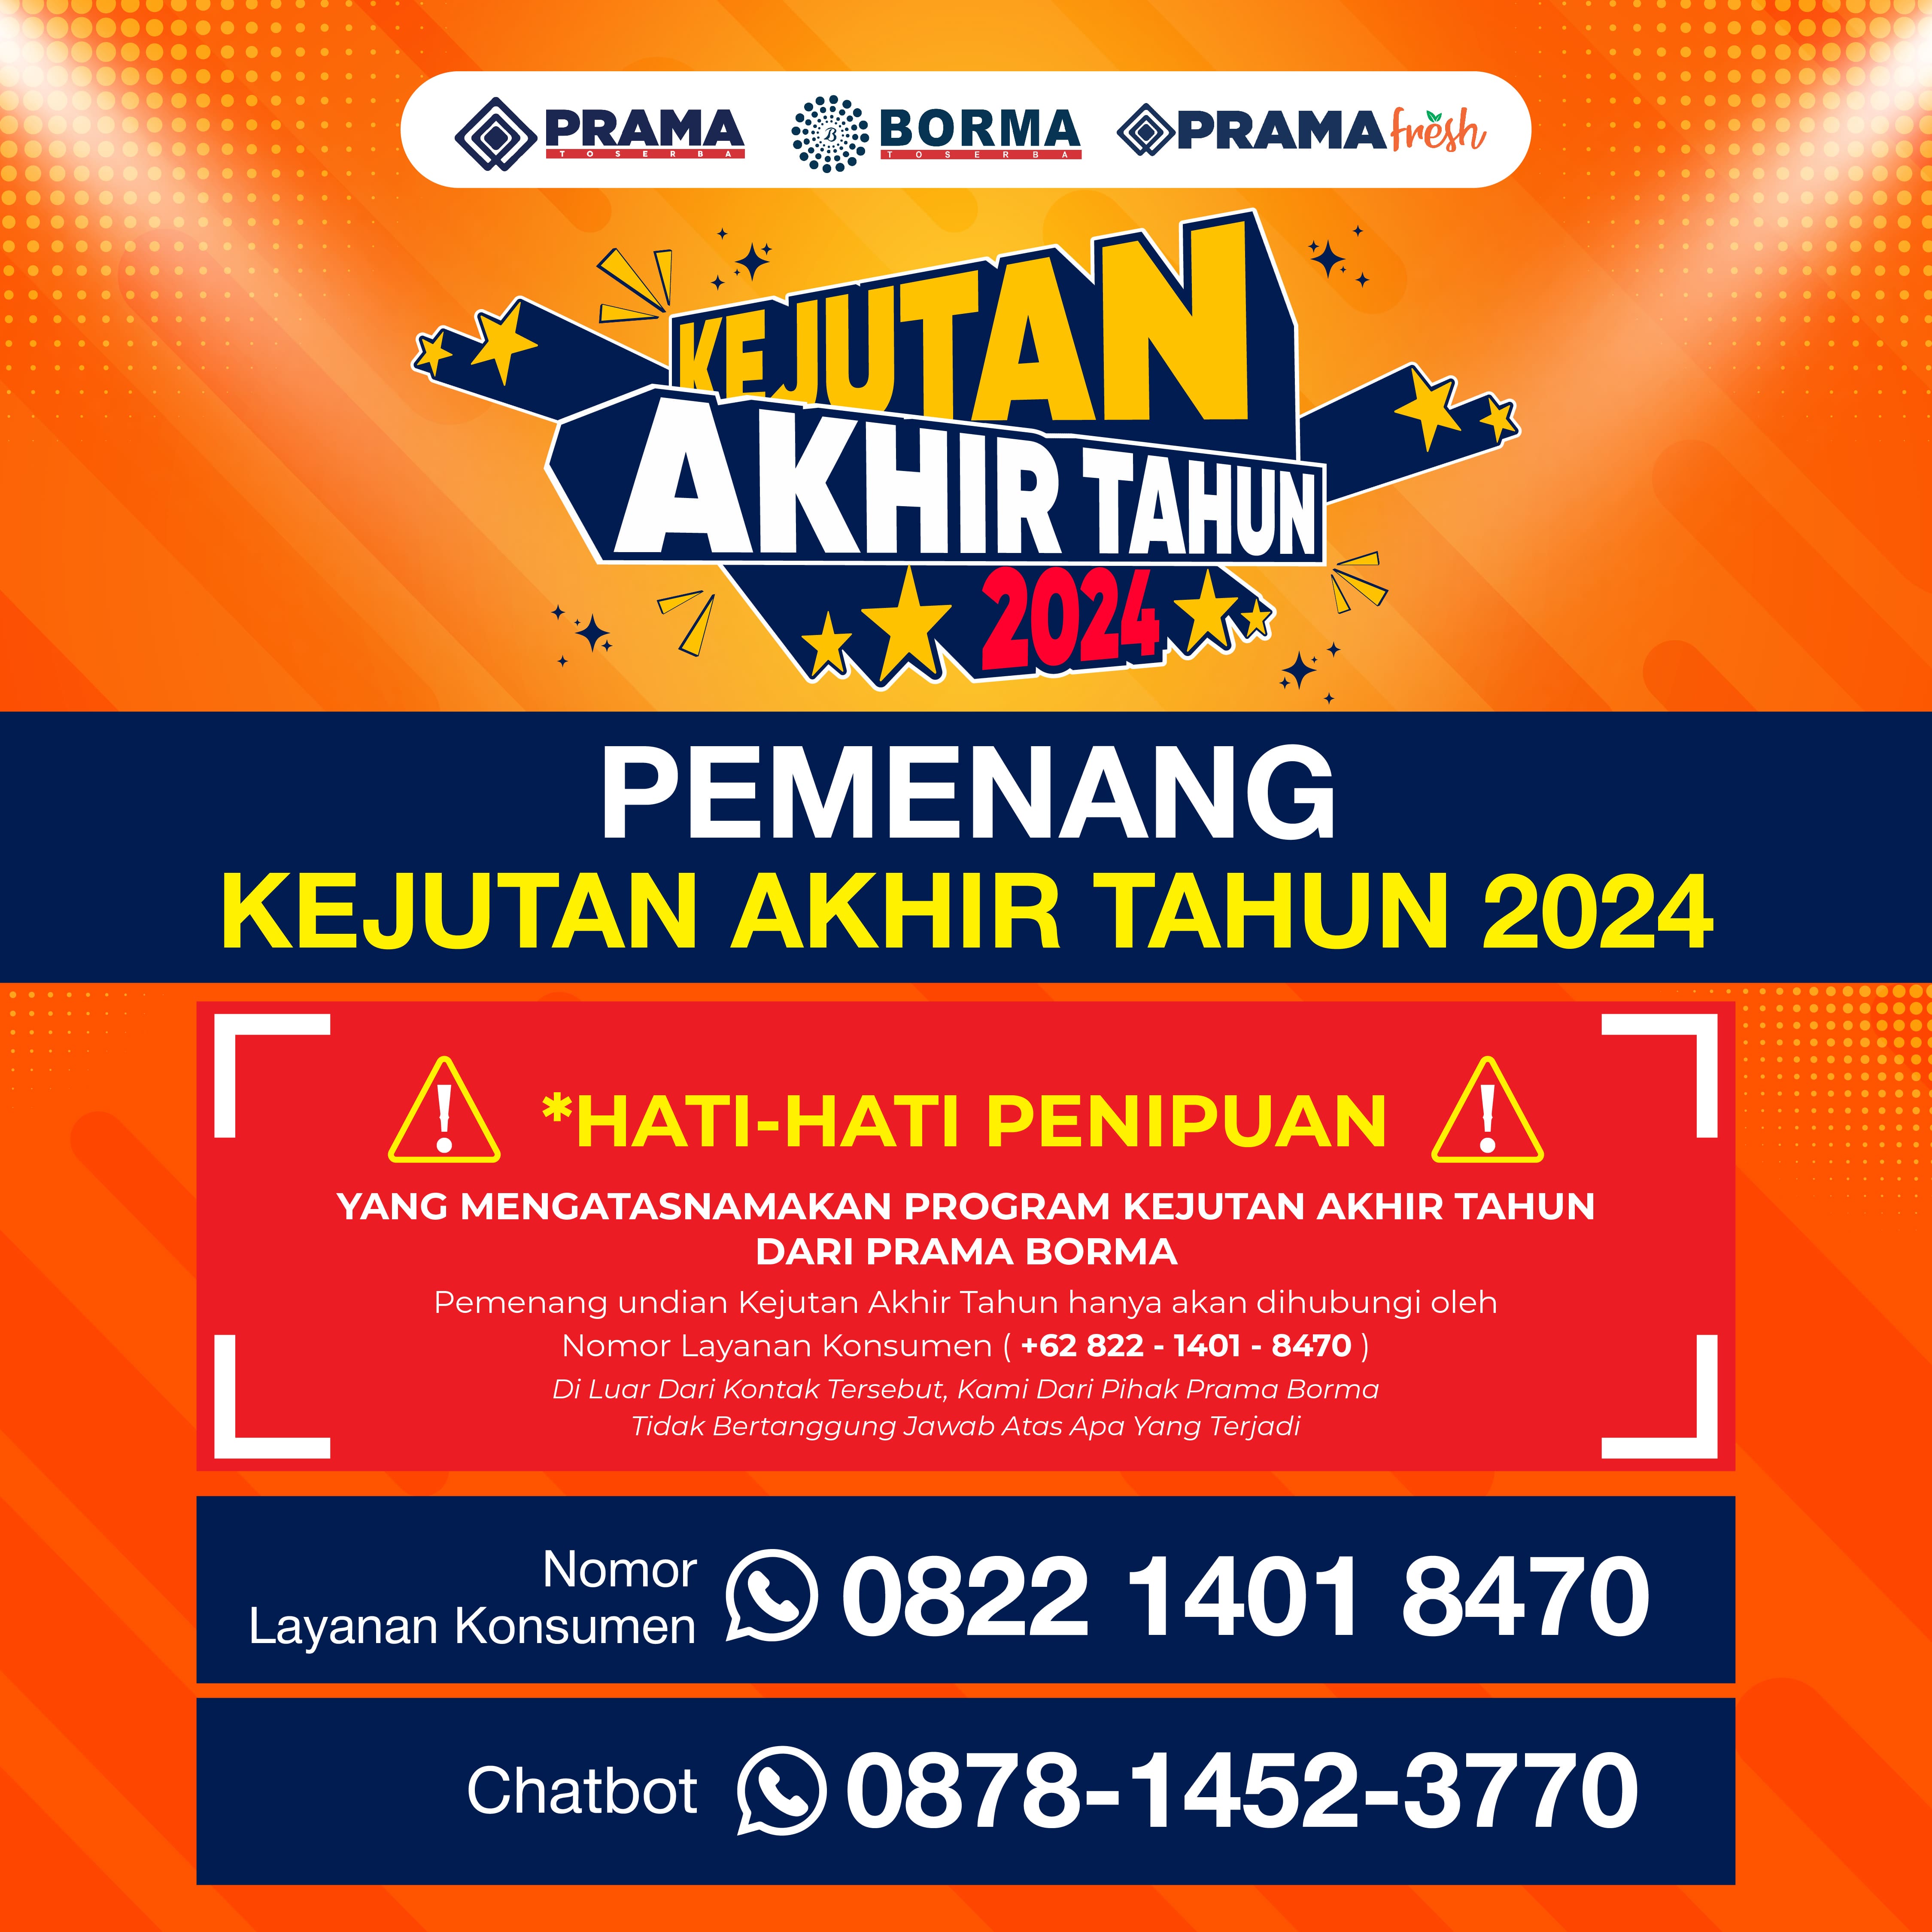 PRAMA
TOSERBA
BORMA
TOSERBA
PRAMA fresh
KEJUTAN
AKHIR TAHUN
2024
PEMENANG
KEJUTAN AKHIR TAHUN 2024
*HATI-HATI PENIPUAN
YANG MENGATASNAMAKAN PROGRAM KEJUTAN AKHIR TAHUN
DARI PRAMA BORMA
Pemenang undian Kejutan Akhir Tahun hanya akan dihubungi oleh
Nomor Layanan Konsumen ( +62 822 - 1401 - 8470 )
Di Luar Dari Kontak Tersebut, Kami Dari Pihak Prama Borma
Tidak Bertanggung Jawab Atas Apa Yang Terjadi
Nomor
Layanan Konsumen 0822 1401 8470
Chatbot 0878-1452-3770